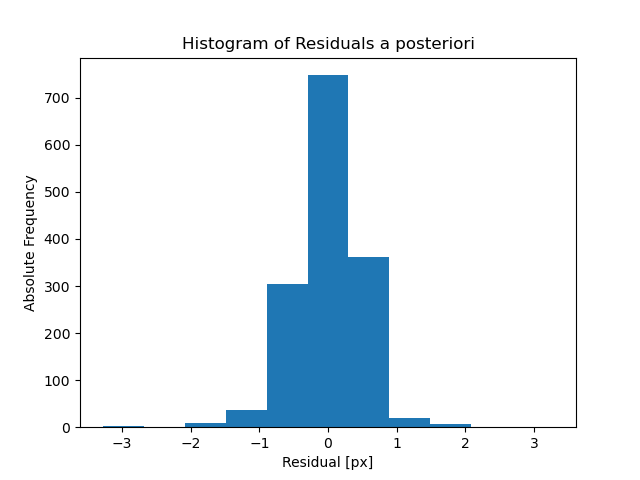 Histogram of Residuals a posteriori
700
600
500
400
300
200
100
0
Absolute Frequency
−3 −2 −1 0 1 2 3
Residual [px]